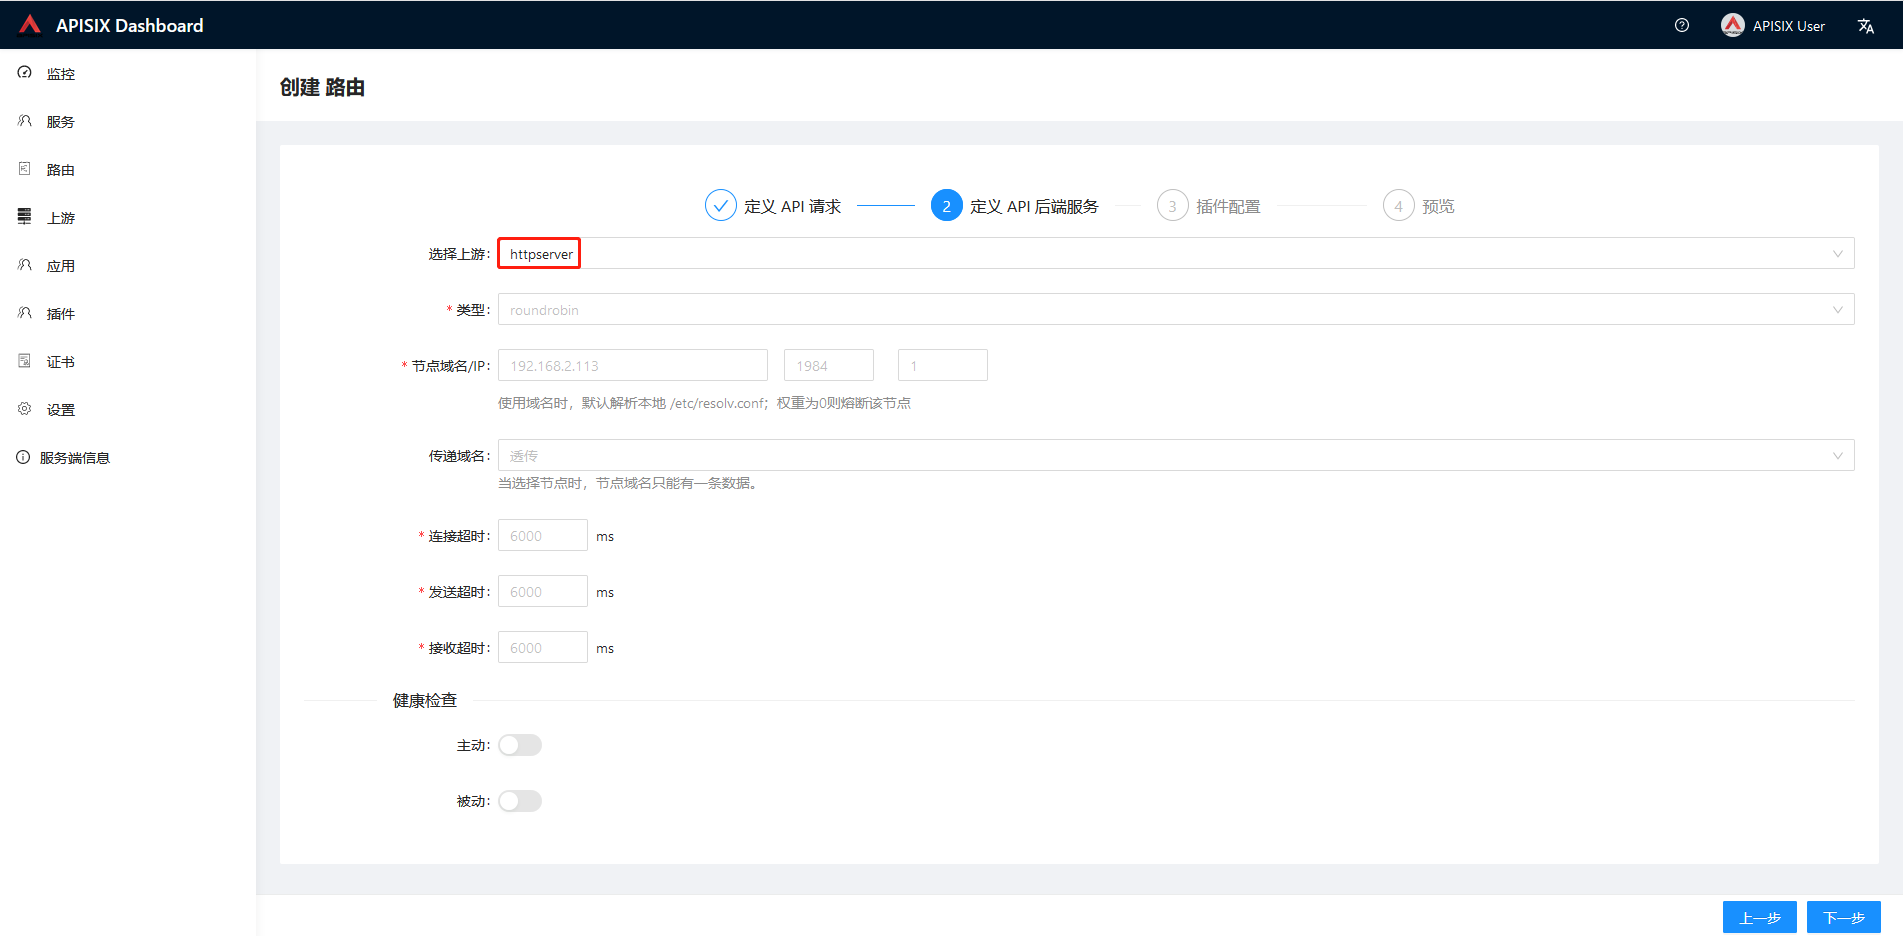 APISIX Dashboard
APISIX User
监控
服务
路由
上游
应用
插件
证书
设置
服务端信息
创建 路由
定义 API 请求
2 定义 API 后端服务
3 插件配置
4 预览
选择上游: httpserver
* 类型: roundrobin
* 节点域名/IP: 192.168.2.113 1984 1
使用域名时，默认解析本地 /etc/resolv.conf；权重为0则熔断该节点
传递域名: 透传
当选择节点时，节点域名只能有一条数据。
* 连接超时: 6000 ms
* 发送超时: 6000 ms
* 接收超时: 6000 ms
健康检查
主动:
被动:
上一步 下一步